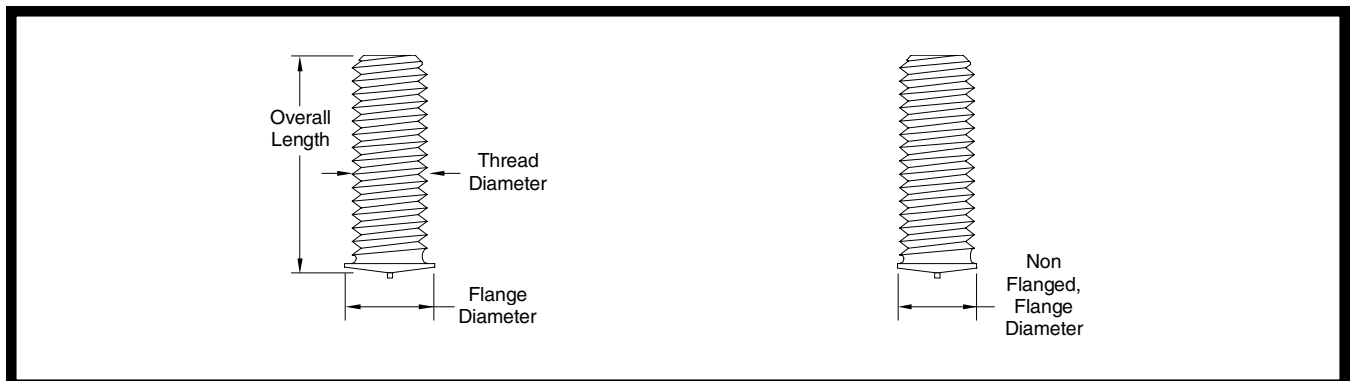 Overall
Length
Thread
Diameter
Flange
Diameter
Non
Flanged,
Flange
Diameter